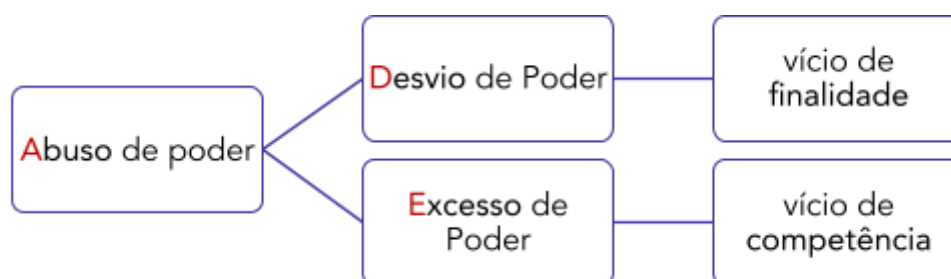 Abuso de poder
Desvio de Poder
vício de
finalidade
Excesso de
Poder
vício de
competência